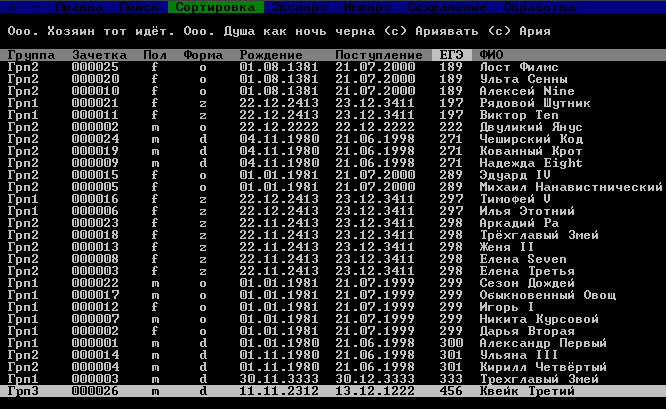 + - Правка Поиск Сортировка Экспорт Импорт Сохранение Обработка
Ооо. Хозяин тот идёт. Ооо. Душа как ночь черна (с) Ариявать (с) Ария
Группа Зачетка Пол Форма Рождение Поступление ЕГЭ ФИО
Грп2 000025 f o 01.08.1381 21.07.2000 189 Лост Филмс
Грп2 000020 f o 01.08.1381 21.07.2000 189 Ульта Сенны
Грп2 000010 f o 01.08.1381 21.07.2000 189 Алексей Nine
Грп1 000021 f z 22.12.2413 23.12.3411 197 Рядовой Шутник
Грп1 000011 f z 22.12.2413 23.12.3411 197 Виктор Ten
Грп2 000002 m o 22.12.2222 22.12.2222 222 Двуликий Янус
Грп2 000024 m d 04.11.1980 21.06.1998 271 Чеширский Код
Грп2 000019 m d 04.11.1980 21.06.1998 271 Кованный Крот
Грп2 000009 m d 04.11.1980 21.06.1998 271 Надежда Eight
Грп2 000015 f o 01.01.1981 21.07.2000 289 Эдуард IV
Грп2 000005 f o 01.01.1981 21.07.2000 289 Михаил Нанавистнический
Грп1 000016 f z 22.12.2413 23.12.3411 297 Тимофей V
Грп1 000006 f z 22.12.2413 23.12.3411 297 Илья Этотний
Грп2 000023 f z 22.12.2413 23.12.3411 298 Аркадий Ра
Грп2 000018 f z 22.12.2413 23.12.3411 298 Трёхглавый Змей
Грп2 000013 f z 22.12.2413 23.12.3411 298 Женя II
Грп2 000008 f z 22.12.2413 23.12.3411 298 Елена Seven
Грп2 000003 f z 22.12.2413 23.12.3411 298 Елена Третья
Грп1 000022 m o 01.01.1981 21.07.1999 299 Сезон Дождей
Грп1 000017 m o 01.01.1981 21.07.1999 299 Обыкновенный Овощ
Грп1 000012 f o 01.01.1981 21.07.1999 299 Игорь I
Грп1 000007 m o 01.01.1981 21.07.1999 299 Никита Курсовой
Грп1 000002 f o 01.01.1981 21.07.1999 299 Дарья Вторая
Грп1 000001 m d 01.01.1980 21.06.1998 300 Александр Первый
Грп2 000014 m d 01.11.1980 21.06.1998 301 Ульяна III
Грп2 000004 m d 01.11.1980 21.06.1998 301 Кирилл Четвёртый
Грп1 000003 m d 30.11.3333 30.12.3333 333 Трехглавый Змей
Грп3 000026 m d 11.11.2312 13.12.1222 456 Квейк Третий